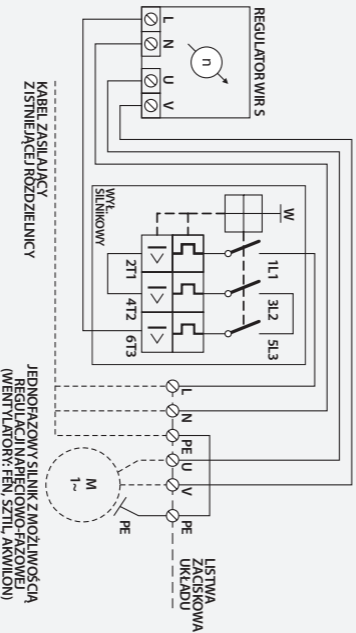 REGULATOR WIR S
n
L
N
U
V
WYŁ.
SILNIKOWY
W
1L1
3L2
5L3
2T1
4T2
6T3
L
N
PE
U
V
PE
LISTWA
ZACISKOWA
UKŁADU
M
1~
PE
KABEL ZASILAJĄCY
Z ISTNIEJĄCEJ ROZDZIELNICY
JEDNOFAZOWY SILNIK Z MOŻLIWOŚCIĄ
REGULACJI NAPIĘCIOWO-FAZOWEJ
(WENTYLATORY: FEN, SZTIL, AKWILON)